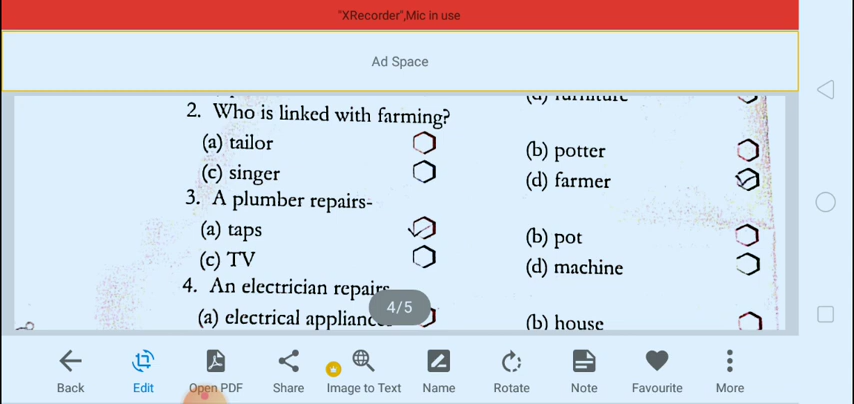 "XRecorder",Mic in use
Ad Space
(d) furniture
2. Who is linked with farming?
(a) tailor
(b) potter
(c) singer
(d) farmer
3. A plumber repairs-
(a) taps
(b) pot
(c) TV
(d) machine
4. An electrician repairs
4/5
(a) electrical appliances
(b) house
Back
Edit
Open PDF
Share
Image to Text
Name
Rotate
Note
Favourite
More